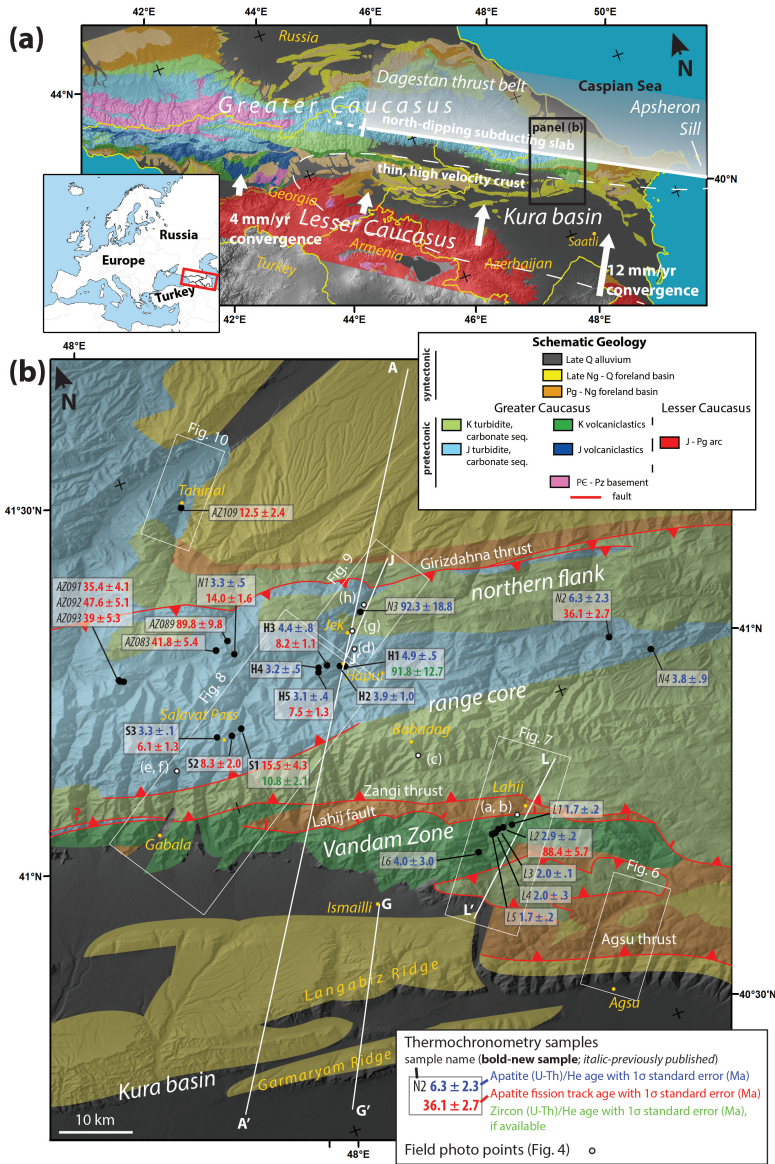 42°E
44°E
46°E
48°E
50°E
(a)
Russia
N
Dagestan thrust belt
Caspian Sea
44°N
Greater Caucasus
Apsheron
Sill
north-dipping subducting slab
panel (b)
40°N
thin, high velocity crust
Georgia
Kura basin
4 mm/yr
convergence
Lesser Caucasus
Saatli
Armenia
Azerbaijan
Turkey
12 mm/yr
convergence
Russia
Europe
Turkey
42°E
44°E
46°E
48°E
Schematic Geology
syntectonic
Late Q alluvium
Late Ng - Q foreland basin
Pg - Ng foreland basin
Greater Caucasus
Lesser Caucasus
pretectonic
K turbidite,
carbonate seq.
K volcaniclastics
J turbidite,
carbonate seq.
J volcaniclastics
J - Pg arc
PЄ - Pz basement
fault
48°E
(b)
N
A
Fig. 10
Tahirjal
AZ109 12.5 ± 2.4
41°30'N
Girizdahna thrust
Fig. 9
J
northern flank
AZ091 35.4 ± 4.1
AZ092 47.6 ± 5.1
AZ093 39 ± 5.3
N1 3.3 ± .5
14.0 ± 1.6
(h)
N3 92.3 ± 18.8
N2 6.3 ± 2.3
36.1 ± 2.7
AZ089 89.8 ± 9.8
AZ083 41.8 ± 5.4
H3 4.4 ± .8
8.2 ± 1.1
Jek
(g)
(d)
41°N
J'
Haput
H1 4.9 ± .5
91.8 ± 12.7
H4 3.2 ± .5
H2 3.9 ± 1.0
N4 3.8 ± .9
H5 3.1 ± .4
7.5 ± 1.3
Fig. 8
range core
Salavat Pass
S3 3.3 ± .1
6.1 ± 1.3
Babadag
Fig. 7
(c)
(e, f)
S2 8.3 ± 2.0
S1 15.5 ± 4.3
10.8 ± 2.1
L
Zangi thrust
Lahij
(a, b)
L1 1.7 ± .2
?
Lahij fault
Vandam Zone
L2 2.9 ± .2
88.4 ± 5.7
Gabala
L6 4.0 ± 3.0
L3 2.0 ± .1
41°N
L4 2.0 ± .3
Fig. 6
L'
L5 1.7 ± .2
Ismailli
G
Agsu thrust
Langabiz Ridge
Agsu
40°30'N
Garmaryam Ridge
Kura basin
A'
G'
10 km
48°E
Thermochronometry samples
sample name (bold-new sample; italic-previously published)
N2 6.3 ± 2.3
Apatite (U-Th)/He age with 1σ standard error (Ma)
36.1 ± 2.7
Apatite fission track age with 1σ standard error (Ma)
Zircon (U-Th)/He age with 1σ standard error (Ma),
if available
Field photo points (Fig. 4)